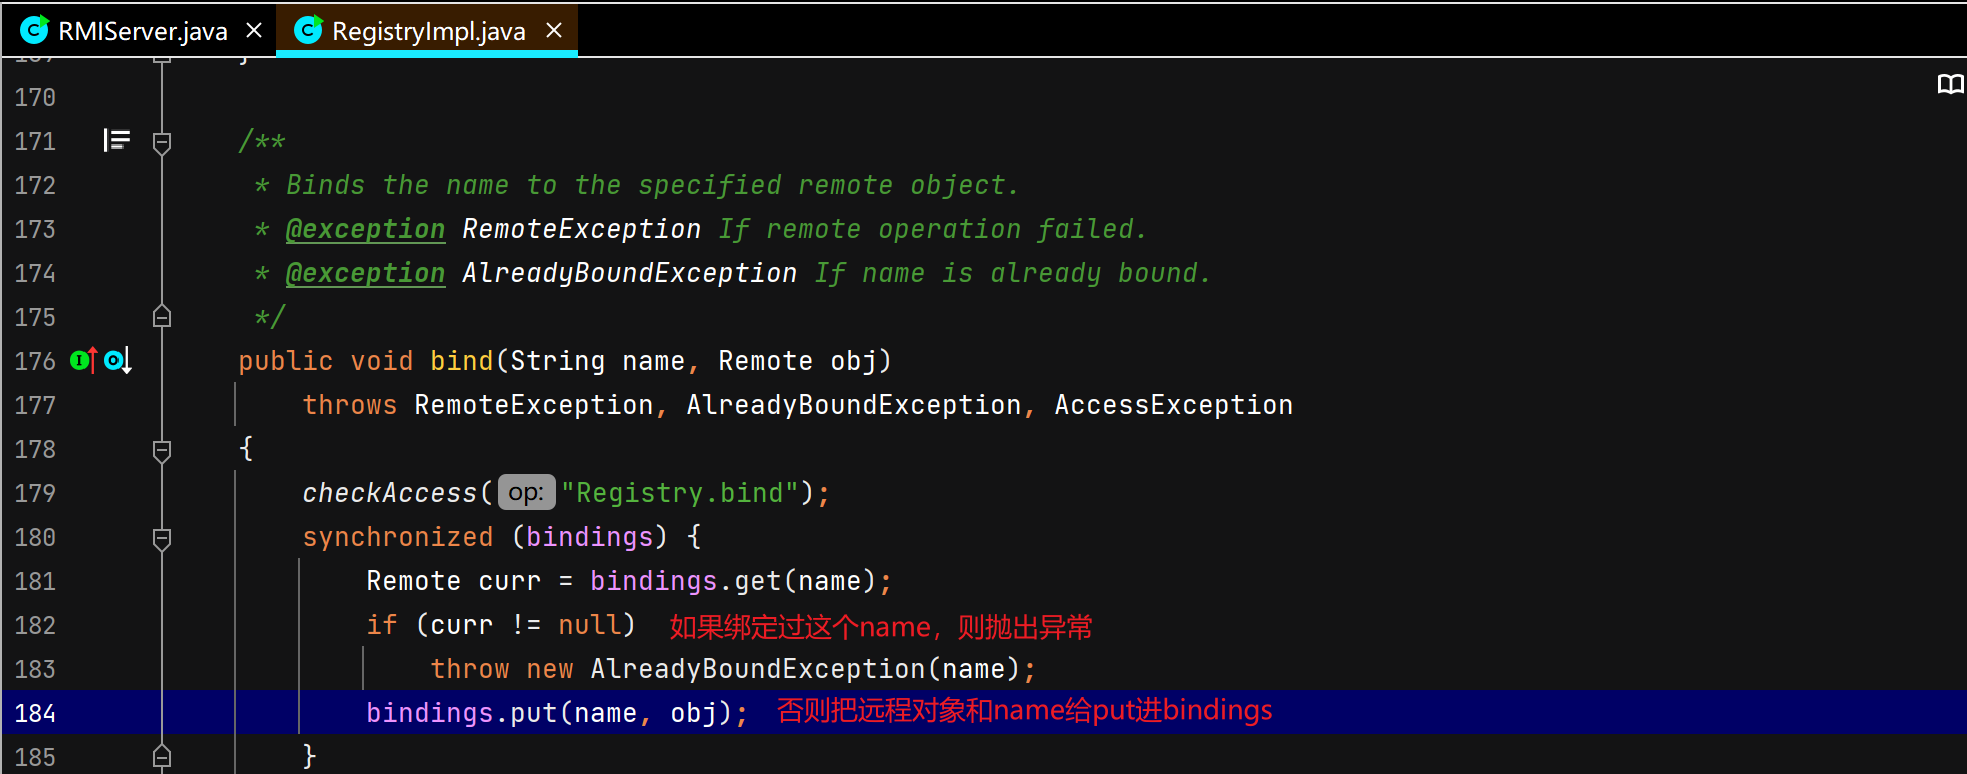 RMIServer.java RegistryImpl.java
170
171 /**
172 * Binds the name to the specified remote object.
173 * @exception RemoteException If remote operation failed.
174 * @exception AlreadyBoundException If name is already bound.
175 */
176 public void bind(String name, Remote obj)
177 throws RemoteException, AlreadyBoundException, AccessException
178 {
179 checkAccess( op: "Registry.bind");
180 synchronized (bindings) {
181 Remote curr = bindings.get(name);
182 if (curr != null) 如果绑定过这个name，则抛出异常
183 throw new AlreadyBoundException(name);
184 bindings.put(name, obj); 否则把远程对象和name给put进bindings
185 }